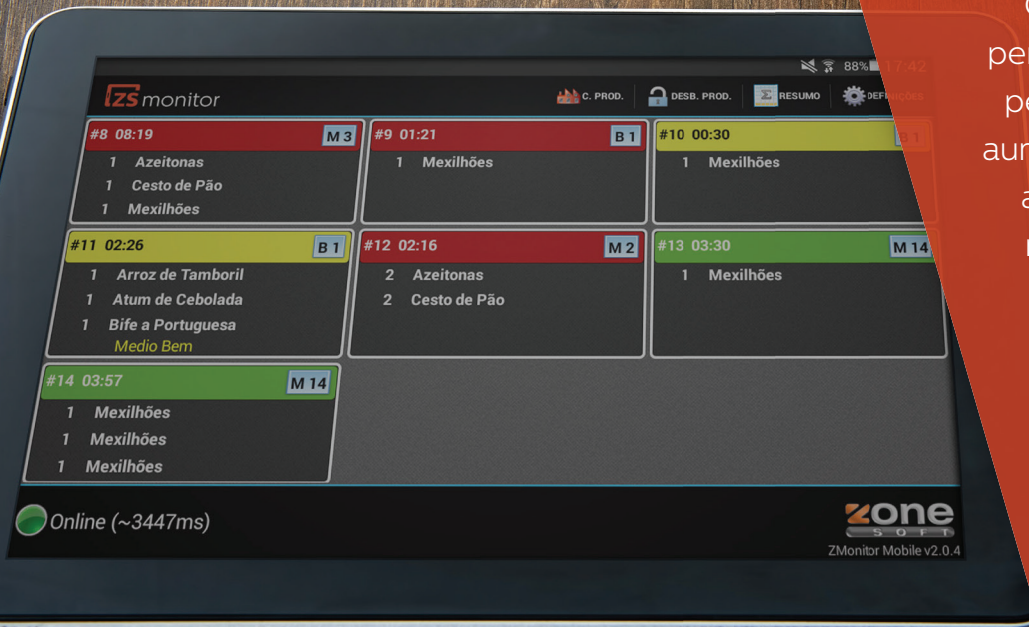 88% 17:42
ZS monitor
C. PROD. DESB. PROD. RESUMO DEFINIÇÕES
#8 08:19 M 3
1 Azeitonas
1 Cesto de Pão
1 Mexilhões
#9 01:21 B 1
1 Mexilhões
#10 00:30 B 1
1 Mexilhões
#11 02:26 B 1
1 Arroz de Tamboril
1 Atum de Cebolada
1 Bife a Portuguesa
Medio Bem
#12 02:16 M 2
2 Azeitonas
2 Cesto de Pão
#13 03:30 M 14
1 Mexilhões
#14 03:57 M 14
1 Mexilhões
1 Mexilhões
1 Mexilhões
Online (~3447ms)
zone
SOFT
ZMonitor Mobile v2.0.4